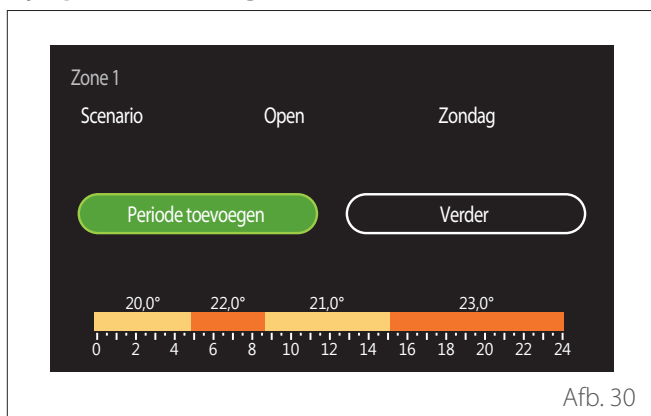 Zone 1
Scenario Open Zondag
Periode toevoegen Verder
20,0° 22,0° 21,0° 23,0°
0 2 4 6 8 10 12 14 16 18 20 22 24
Afb. 30